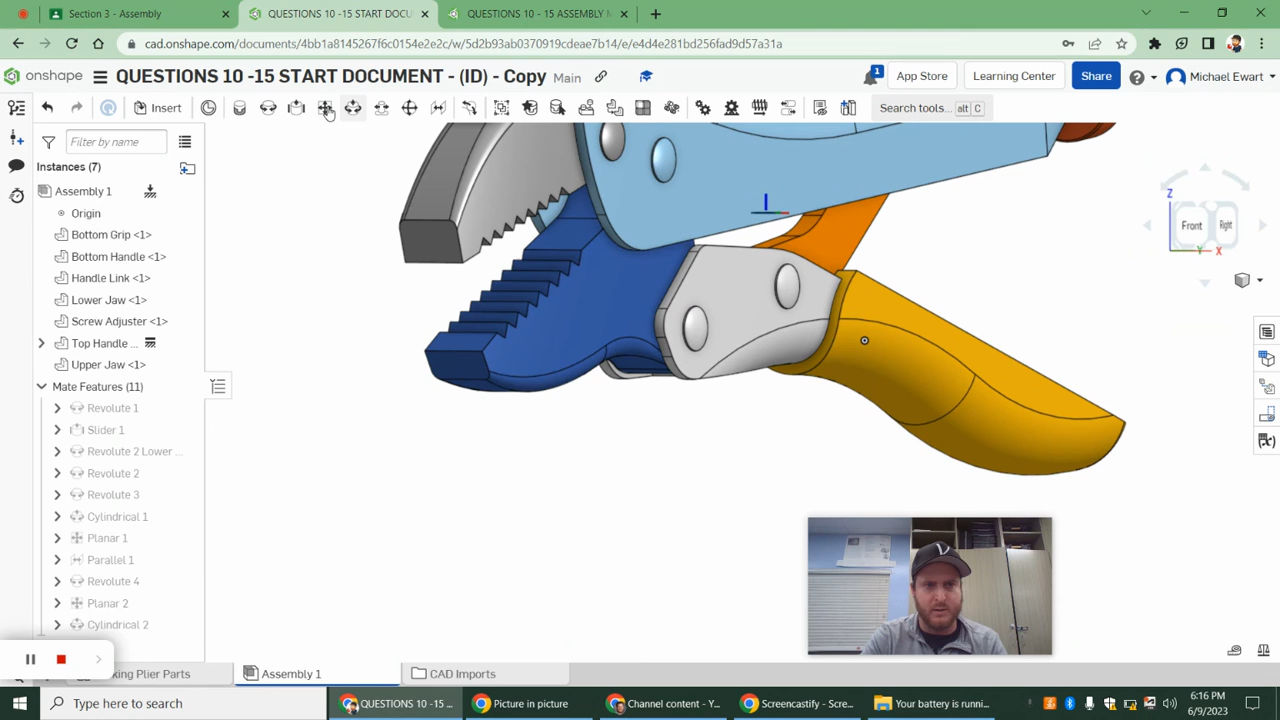 Section 3 - Assembly
QUESTIONS 10 -15 START DOCU
QUESTIONS 10 - 15 ASSEMBLY M
cad.onshape.com/documents/4bb1a8145267f6c0154e2e2c/w/5d2b93ab0370919cdeae7b14/e/e4d4e281bd256fad9d57a31a
onshape
QUESTIONS 10 -15 START DOCUMENT - (ID) - Copy
Main
1
App Store
Learning Center
Share
Michael Ewart
Insert
Search tools...
alt
C
Filter by name
Instances (7)
Assembly 1
Origin
Bottom Grip <1>
Bottom Handle <1>
Handle Link <1>
Lower Jaw <1>
Screw Adjuster <1>
Top Handle ...
Upper Jaw <1>
Mate Features (11)
Revolute 1
Slider 1
Revolute 2 Lower ...
Revolute 2
Revolute 3
Cylindrical 1
Planar 1
Parallel 1
Revolute 4
Planar 2
Cylindrical 2
Z
Front
Right
Y
X
king Plier Parts
Assembly 1
CAD Imports
Type here to search
QUESTIONS 10 -15 ...
Picture in picture
Channel content - Y...
Screencastify - Scre...
Your battery is runni...
6:16 PM
6/9/2023